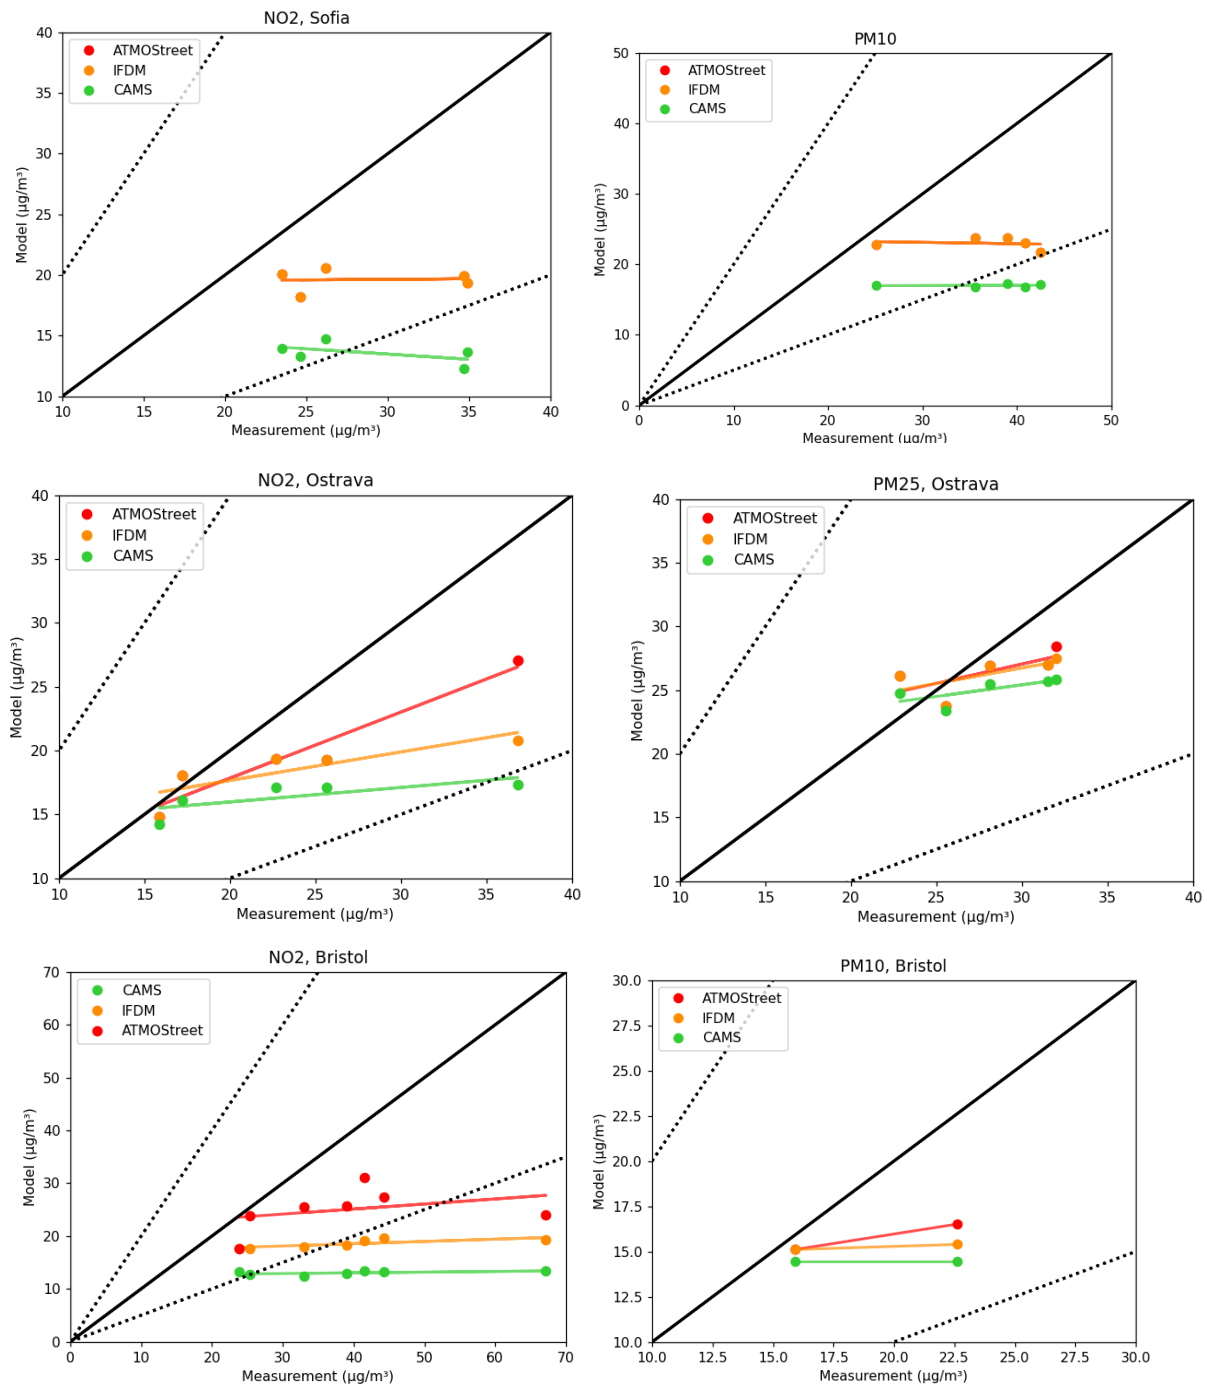 NO2, Sofia
40
35
30
25
20
15
10
10 15 20 25 30 35 40
Model (µg/m³)
Measurement (µg/m³)
ATMOStreet
IFDM
CAMS
PM10
50
40
30
20
10
0
0 10 20 30 40 50
Model (µg/m³)
Measurement (µg/m³)
ATMOStreet
IFDM
CAMS
NO2, Ostrava
40
35
30
25
20
15
10
10 15 20 25 30 35 40
Model (µg/m³)
Measurement (µg/m³)
ATMOStreet
IFDM
CAMS
PM25, Ostrava
40
35
30
25
20
15
10
10 15 20 25 30 35 40
Model (µg/m³)
Measurement (µg/m³)
ATMOStreet
IFDM
CAMS
NO2, Bristol
70
60
50
40
30
20
10
0
0 10 20 30 40 50 60 70
Model (µg/m³)
Measurement (µg/m³)
CAMS
IFDM
ATMOStreet
PM10, Bristol
30.0
27.5
25.0
22.5
20.0
17.5
15.0
12.5
10.0
10.0 12.5 15.0 17.5 20.0 22.5 25.0 27.5 30.0
Model (µg/m³)
Measurement (µg/m³)
ATMOStreet
IFDM
CAMS